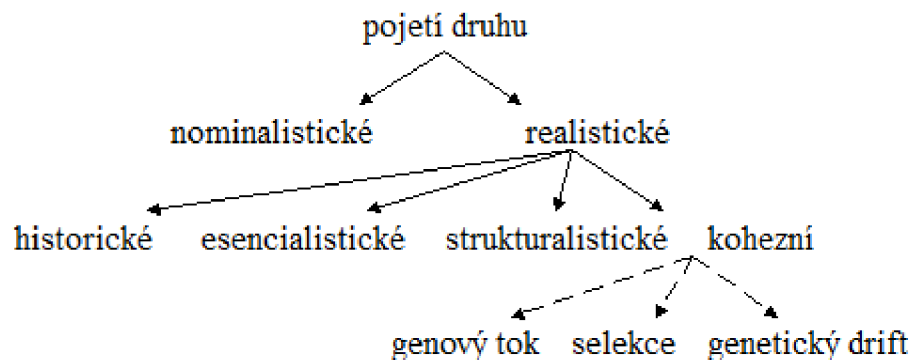 pojetí druhu
nominalistické realistické
historické esencialistické strukturalistické kohezní
genový tok selekce genetický drift